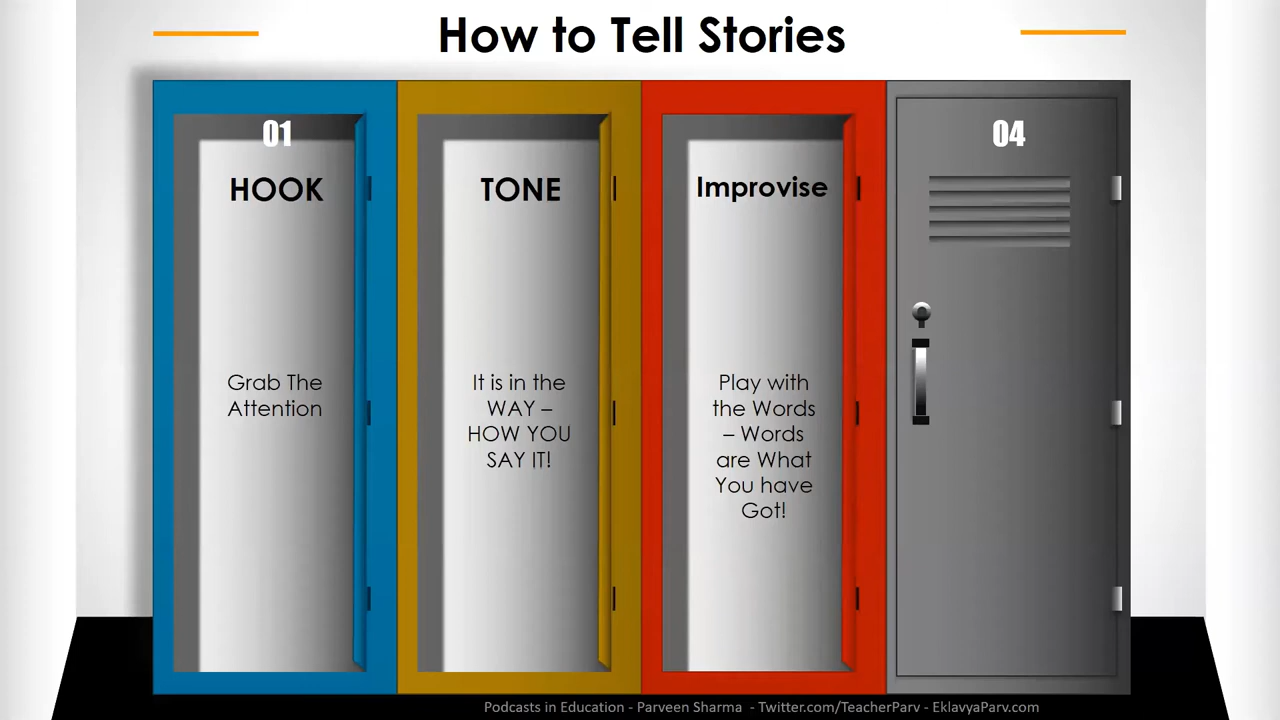 How to Tell Stories
01
HOOK
Grab The
Attention
TONE
It is in the
WAY –
HOW YOU
SAY IT!
Improvise
Play with
the Words
– Words
are What
You have
Got!
04
Podcasts in Education - Parveen Sharma - Twitter.com/TeacherParv - EklavyaParv.com